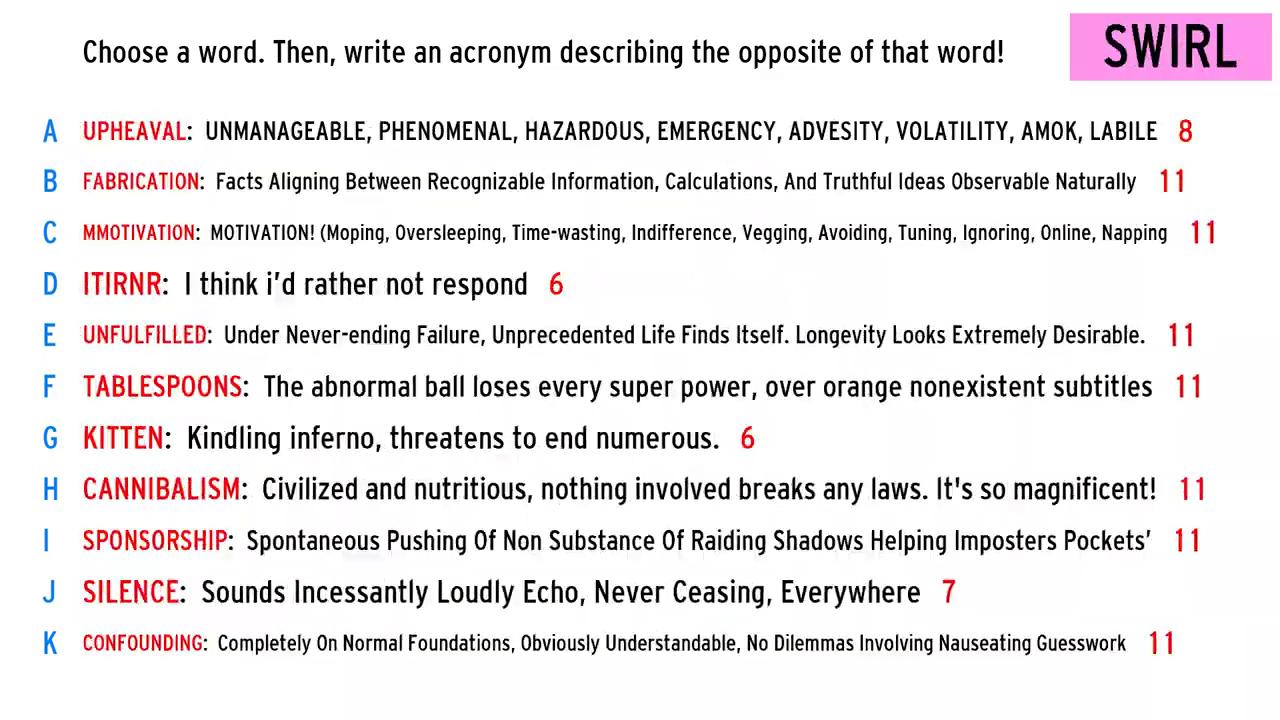 Choose a word. Then, write an acronym describing the opposite of that word!
SWIRL
A UPHEAVAL: UNMANAGEABLE, PHENOMENAL, HAZARDOUS, EMERGENCY, ADVESITY, VOLATILITY, AMOK, LABILE 8
B FABRICATION: Facts Aligning Between Recognizable Information, Calculations, And Truthful Ideas Observable Naturally 11
C MMOTIVATION: MOTIVATION! (Moping, Oversleeping, Time-wasting, Indifference, Vegging, Avoiding, Tuning, Ignoring, Online, Napping 11
D ITIRNR: I think i'd rather not respond 6
E UNFULFILLED: Under Never-ending Failure, Unprecedented Life Finds Itself. Longevity Looks Extremely Desirable. 11
F TABLESPOONS: The abnormal ball loses every super power, over orange nonexistent subtitles 11
G KITTEN: Kindling inferno, threatens to end numerous. 6
H CANNIBALISM: Civilized and nutritious, nothing involved breaks any laws. It's so magnificent! 11
I SPONSORSHIP: Spontaneous Pushing Of Non Substance Of Raiding Shadows Helping Imposters Pockets’ 11
J SILENCE: Sounds Incessantly Loudly Echo, Never Ceasing, Everywhere 7
K CONFOUNDING: Completely On Normal Foundations, Obviously Understandable, No Dilemmas Involving Nauseating Guesswork 11